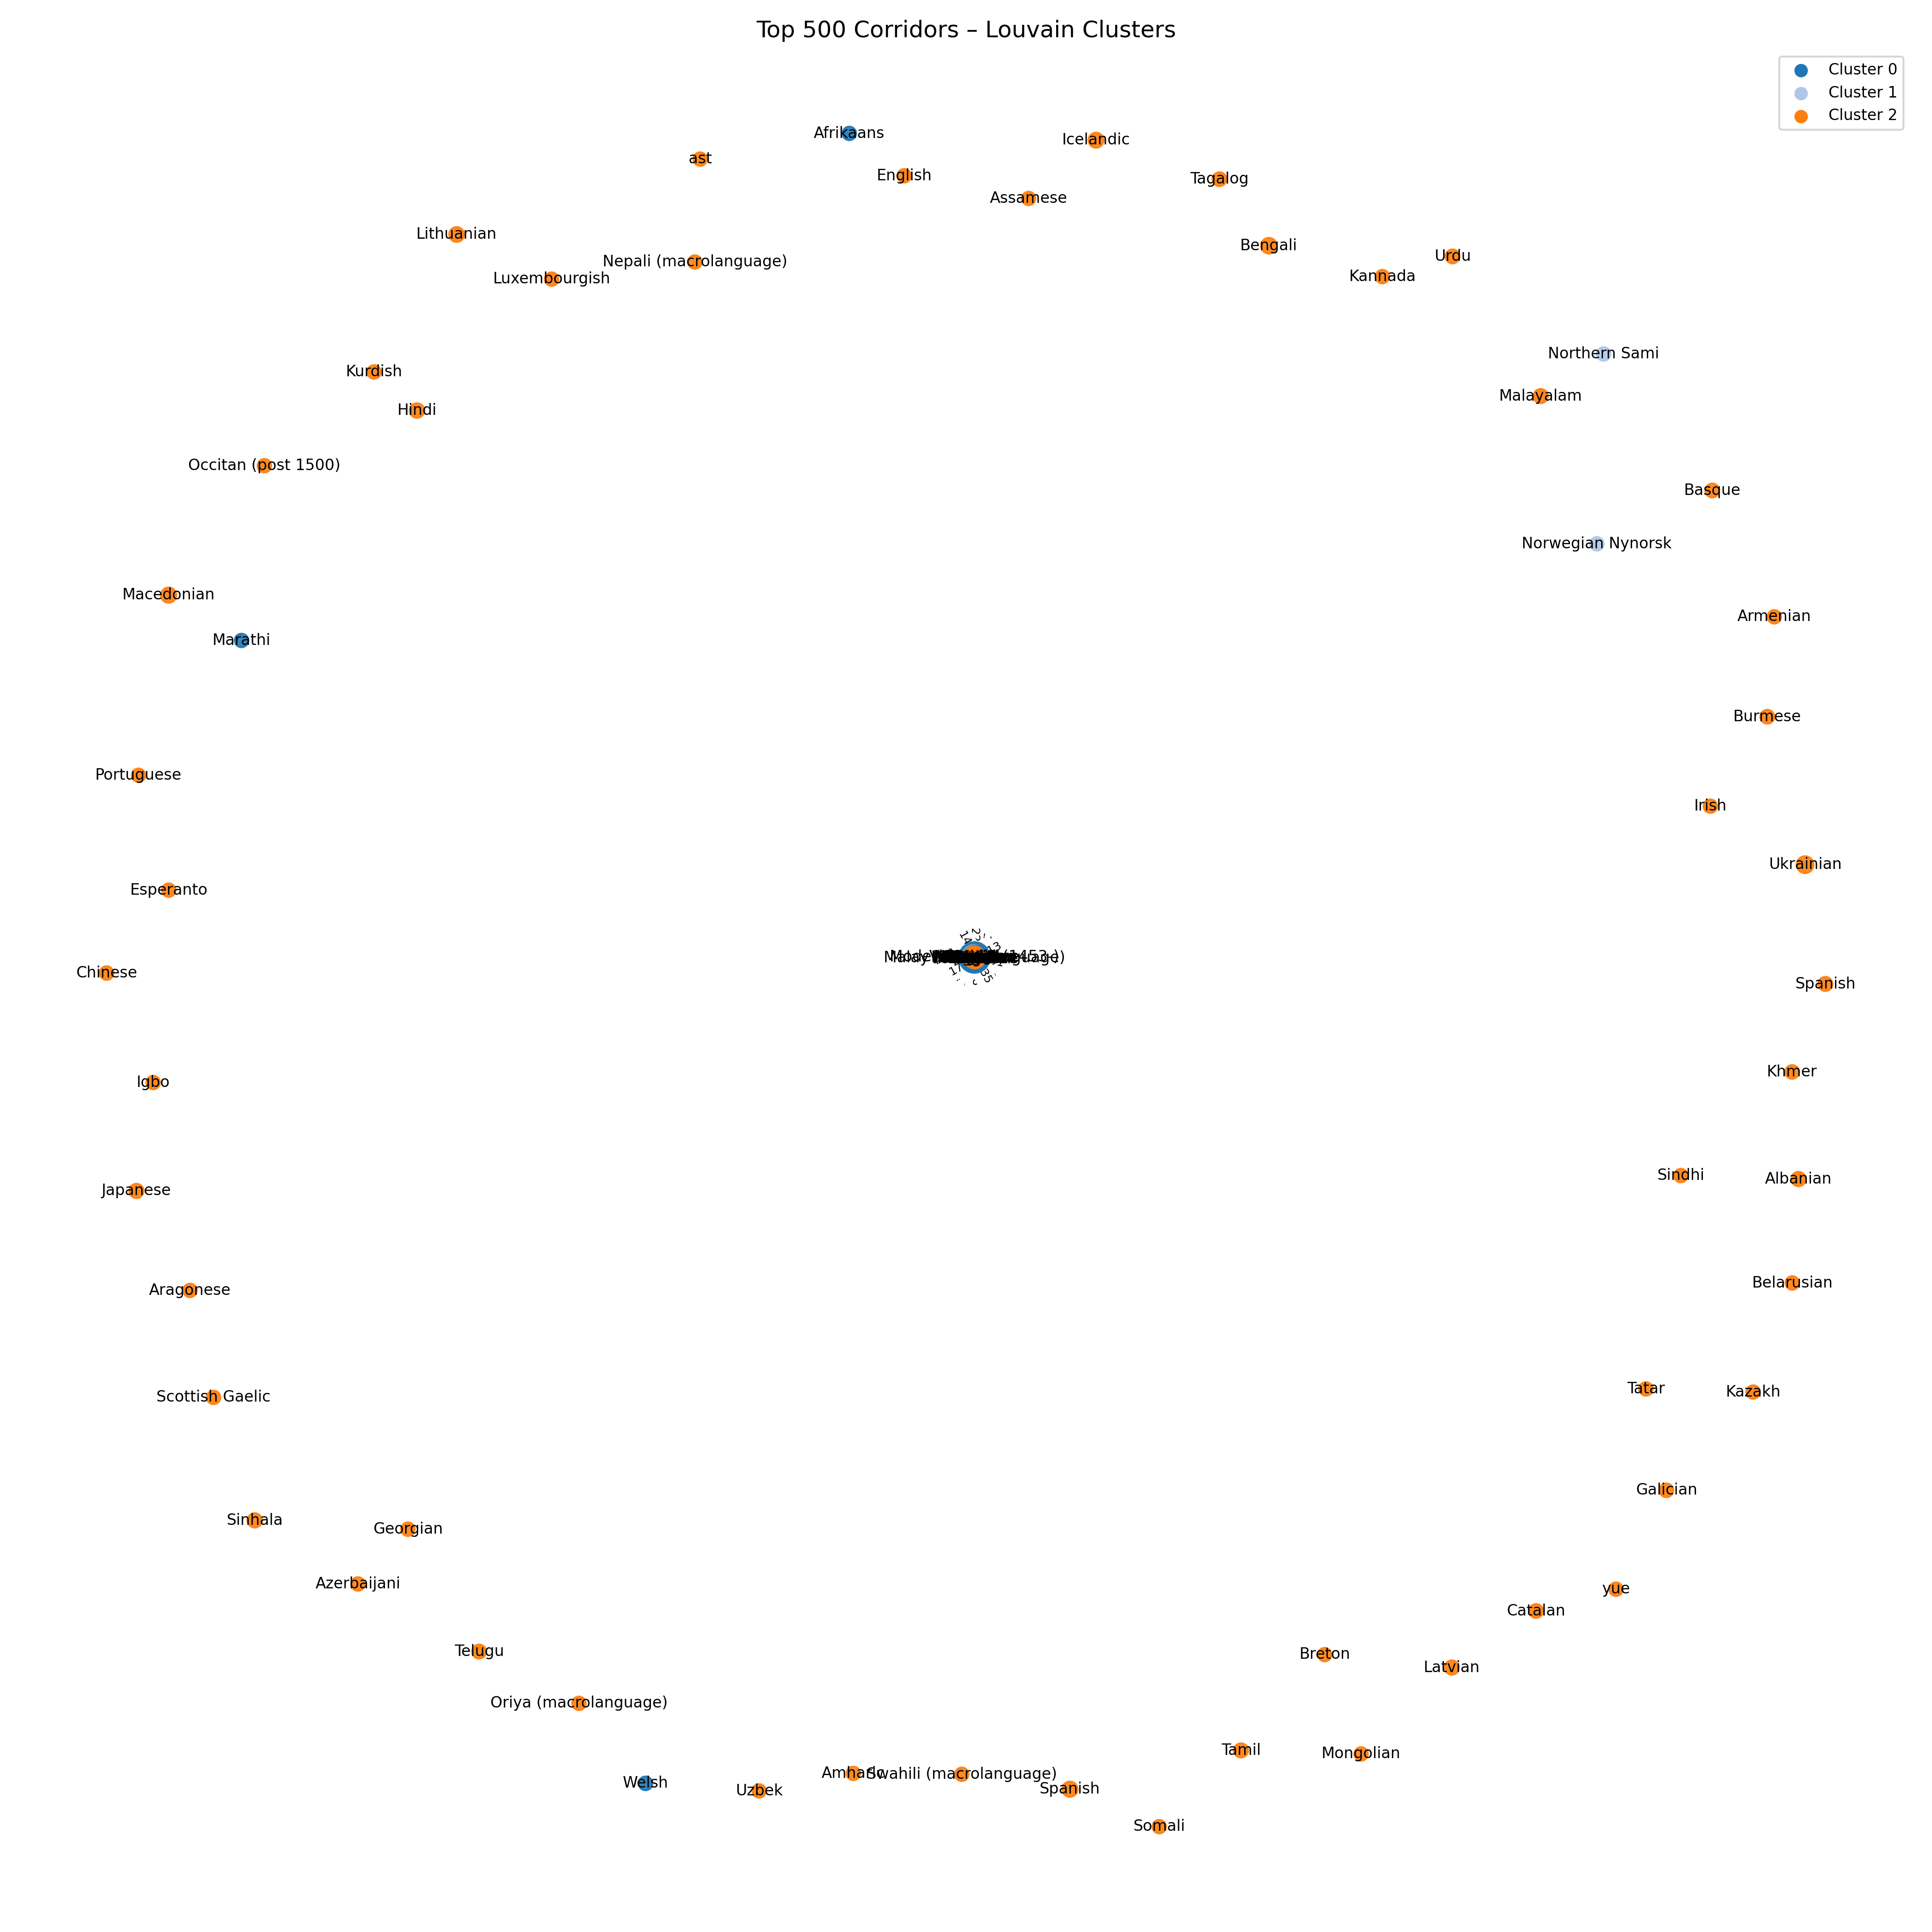 Top 500 Corridors – Louvain Clusters
Cluster 0
Cluster 1
Cluster 2
Afrikaans
Icelandic
ast
English
Tagalog
Assamese
Lithuanian
Bengali
Urdu
Nepali (macrolanguage)
Kannada
Luxembourgish
Northern Sami
Kurdish
Malayalam
Hindi
Occitan (post 1500)
Basque
Norwegian Nynorsk
Macedonian
Armenian
Marathi
Burmese
Portuguese
Irish
Ukrainian
Esperanto
Chinese
Spanish
Khmer
Igbo
Sindhi
Albanian
Japanese
Belarusian
Aragonese
Tatar
Kazakh
Scottish Gaelic
Galician
Sinhala
Georgian
Azerbaijani
yue
Catalan
Telugu
Breton
Latvian
Oriya (macrolanguage)
Tamil
Mongolian
Amharic
Swahili (macrolanguage)
Welsh
Uzbek
Spanish
Somali